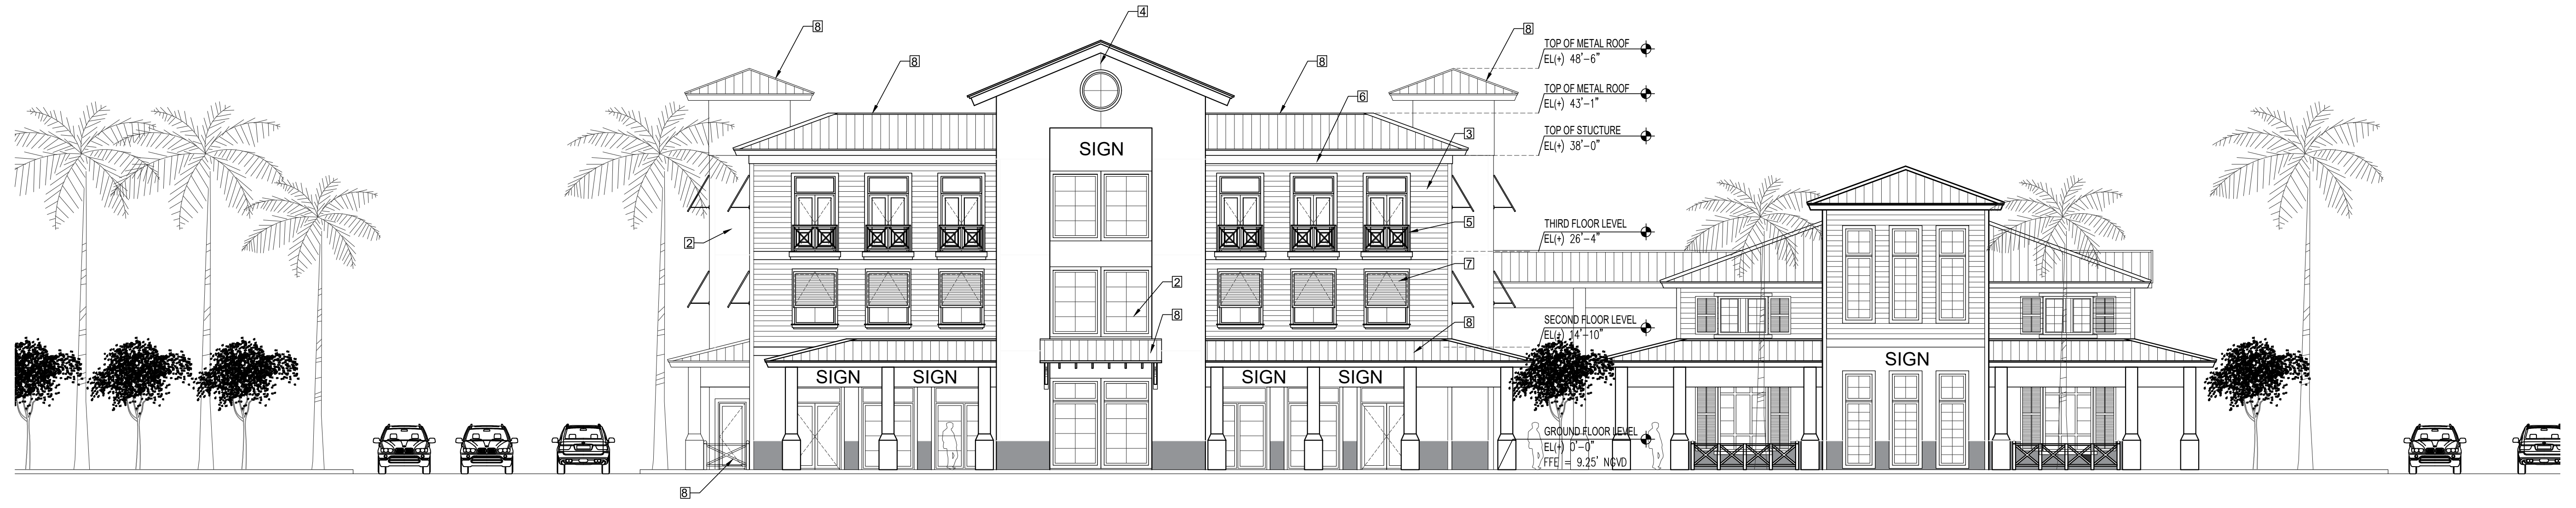 4
8
8
8
8
TOP OF METAL ROOF
EL(+) 48'-6"
TOP OF METAL ROOF
EL(+) 43'-1"
6
TOP OF STUCTURE
EL(+) 38'-0"
3
SIGN
THIRD FLOOR LEVEL
EL(+) 26'-4"
5
2
7
2
8
8
SECOND FLOOR LEVEL
EL(+) 14'-10"
SIGN
SIGN
SIGN
SIGN
SIGN
GROUND FLOOR LEVEL
EL(+) 0'-0"
FFE = 9.25' NGVD
8